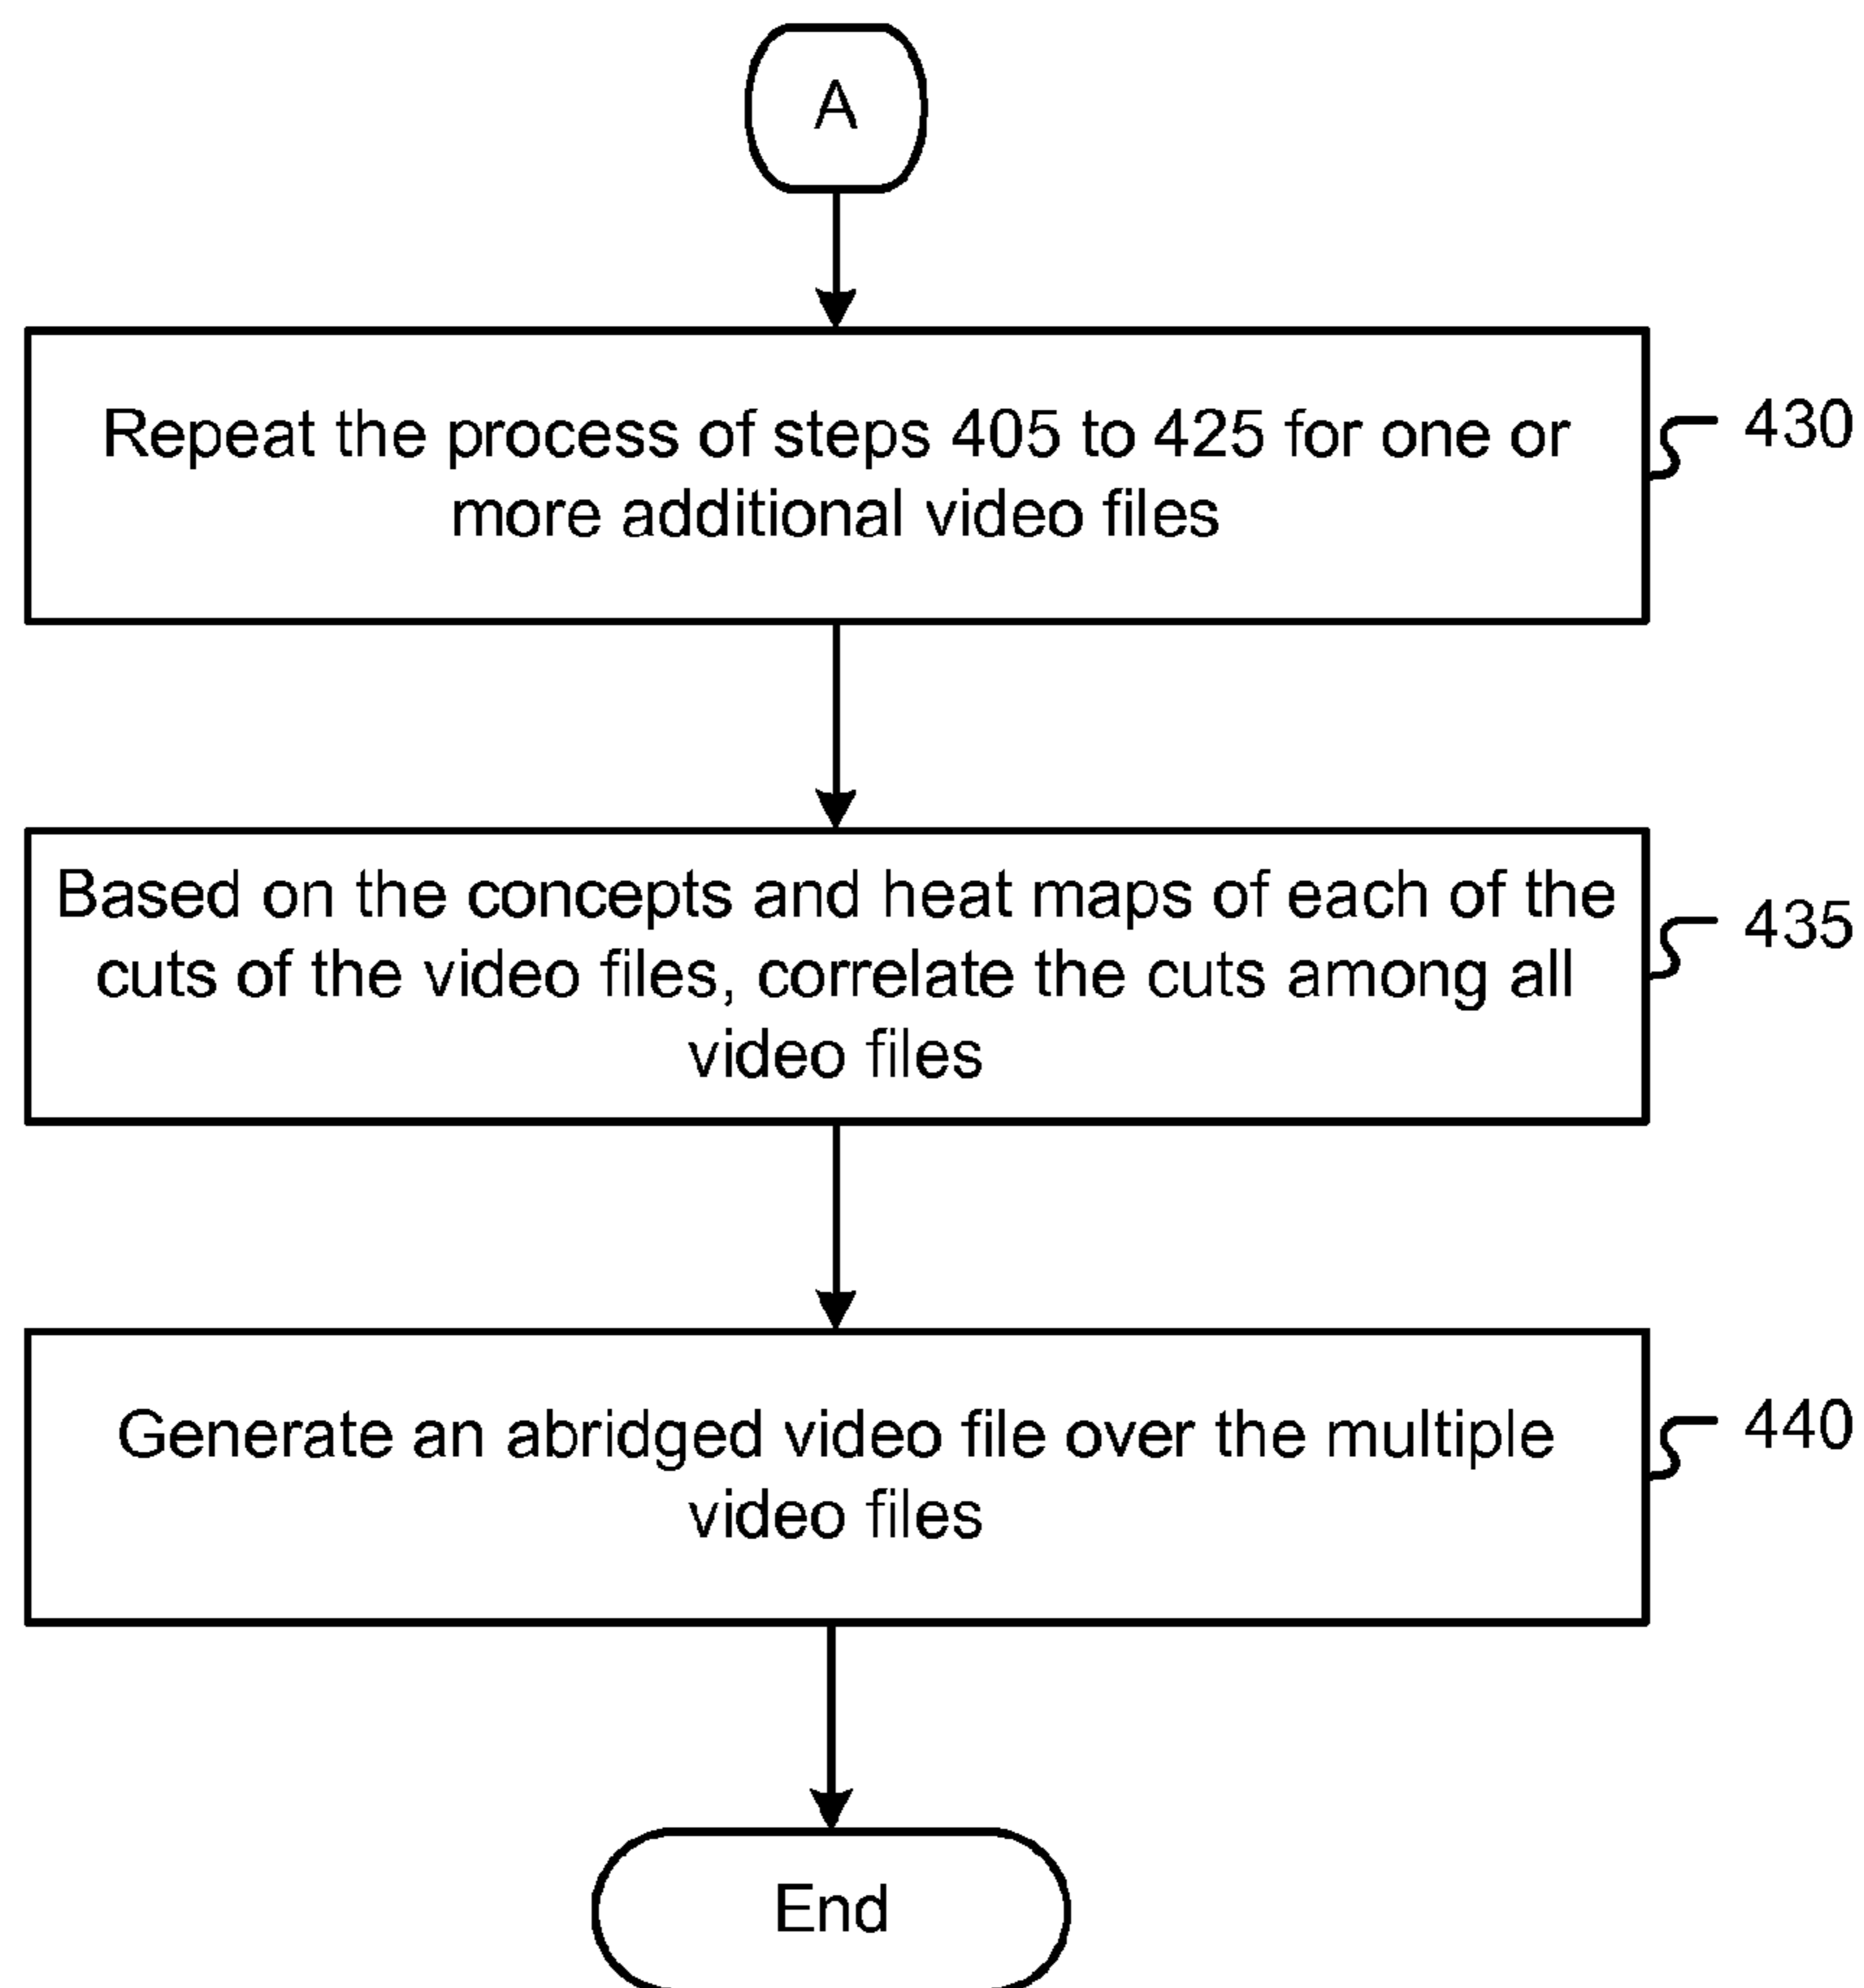 A
Repeat the process of steps 405 to 425 for one or
more additional video files
430
Based on the concepts and heat maps of each of the
cuts of the video files, correlate the cuts among all
video files
435
Generate an abridged video file over the multiple
video files
440
End